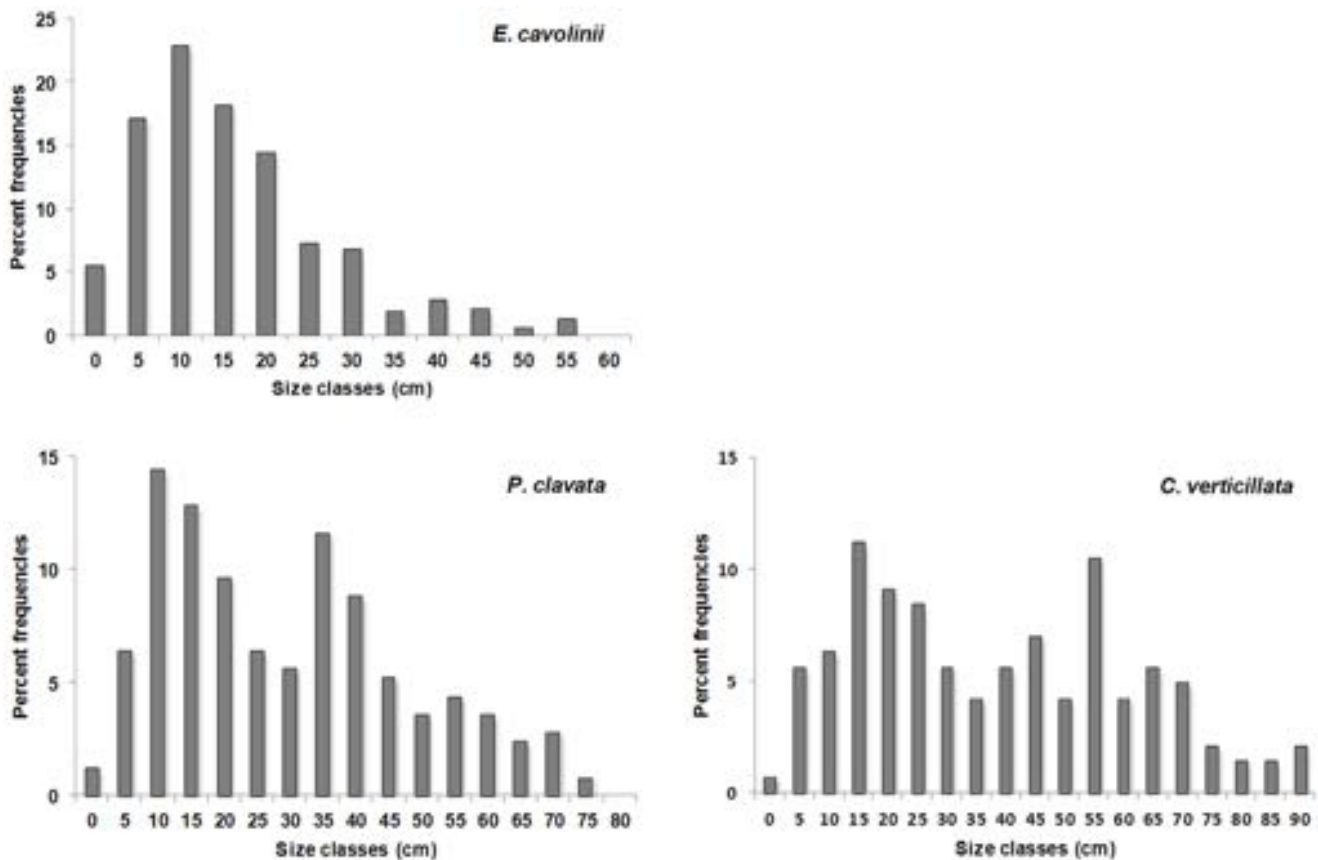 E. cavolinii
Percent frequencies
25
20
15
10
5
0
0 5 10 15 20 25 30 35 40 45 50 55 60
Size classes (cm)
P. clavata
Percent frequencies
15
10
5
0
0 5 10 15 20 25 30 35 40 45 50 55 60 65 70 75 80
Size classes (cm)
C. verticillata
Percent frequencies
15
10
5
0
0 5 10 15 20 25 30 35 40 45 50 55 60 65 70 75 80 85 90
Size classes (cm)